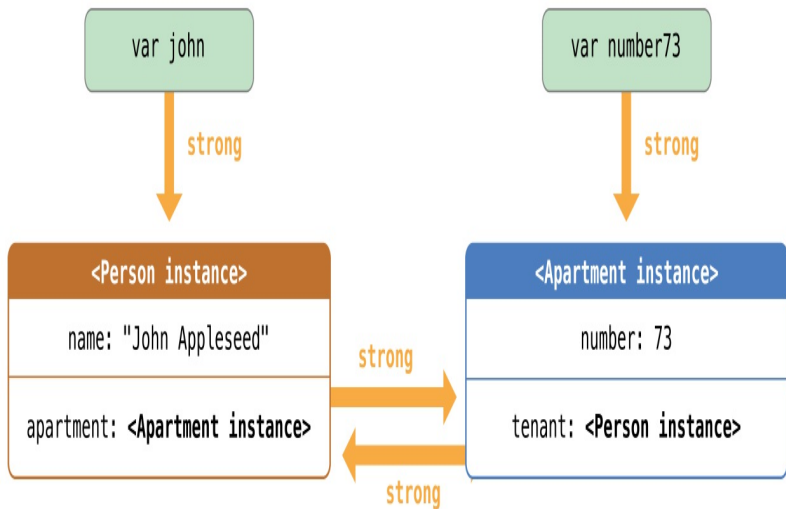 var john
var number73
strong
strong
<Person instance>
name: "John Appleseed"
apartment: <Apartment instance>
strong
strong
<Apartment instance>
number: 73
tenant: <Person instance>